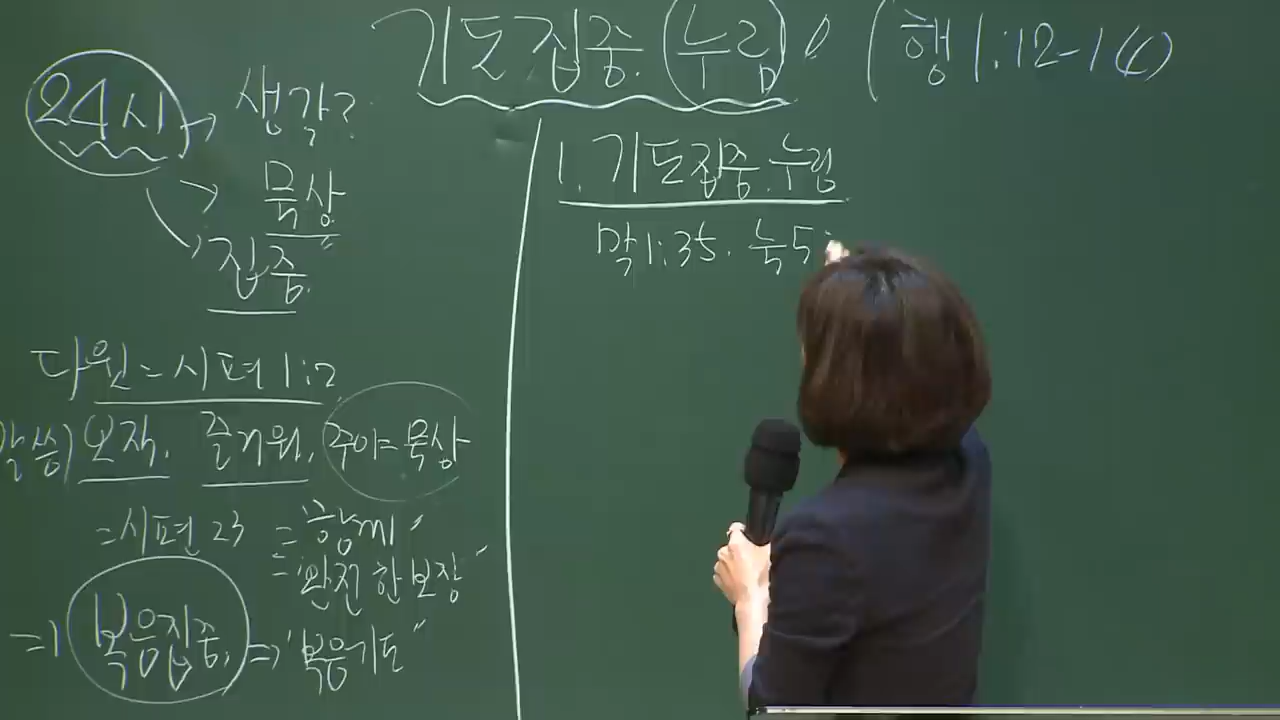 기도집중.(누림) (행1:12-14)
24시 → 생각?
→ 묵상
집중.
다윗=시편1:2
말씀) 오직. 즐거워. 주야=묵상
=시편 23 = "함께"
= "완전한 보장"
⇒ 복음집중. ⇒ "복음기도"
1. 기도집중.누림
막1:35. 눅5: